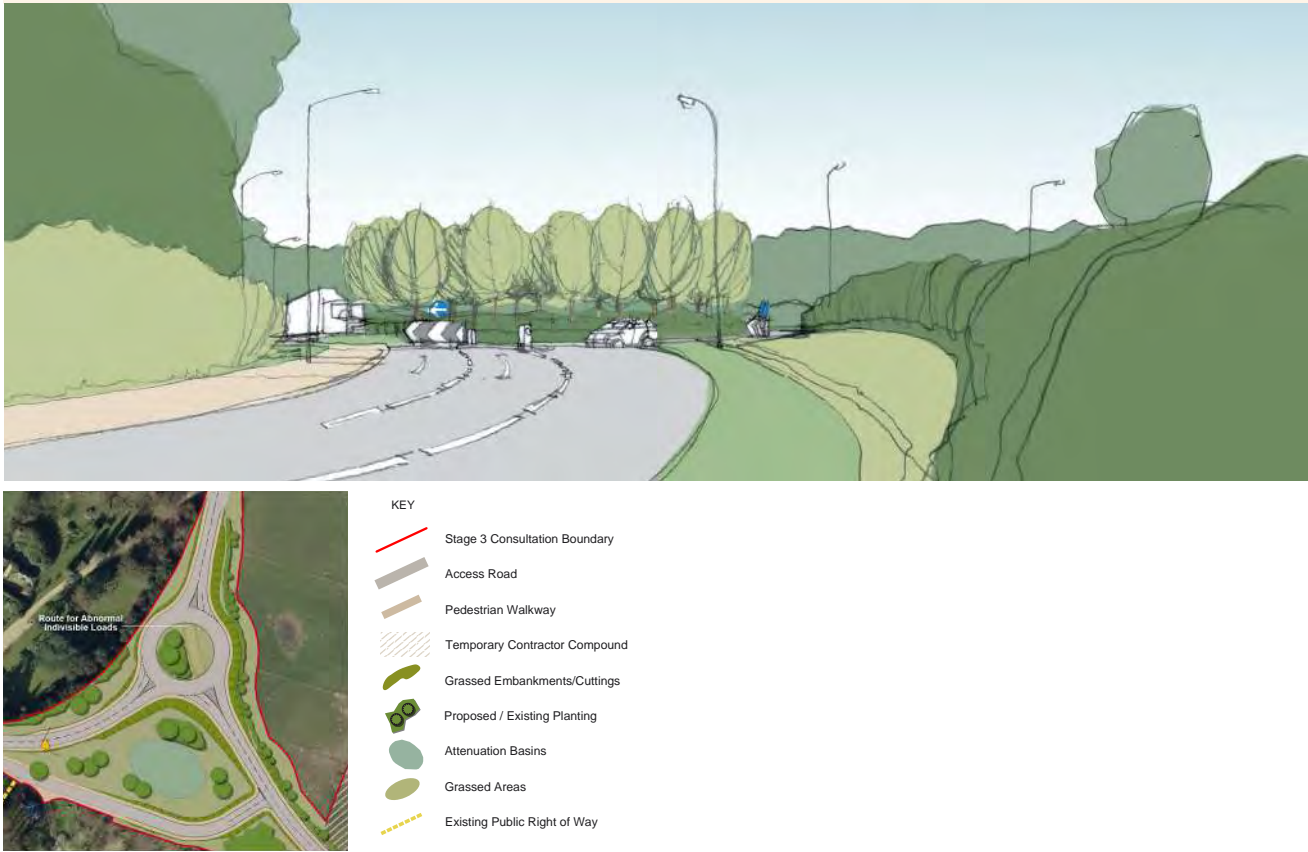 Route for Abnormal
Indivisible Loads
KEY
Stage 3 Consultation Boundary
Access Road
Pedestrian Walkway
Temporary Contractor Compound
Grassed Embankments/Cuttings
Proposed / Existing Planting
Attenuation Basins
Grassed Areas
Existing Public Right of Way